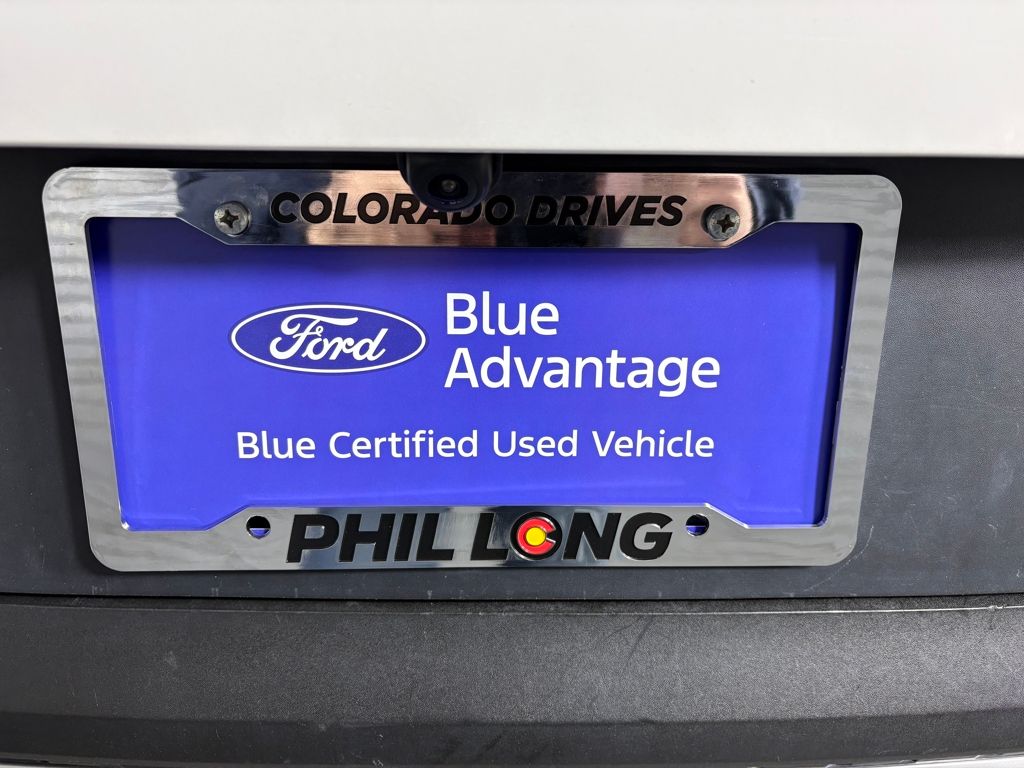 COLORADO DRIVES
Ford
Blue
Advantage
Blue Certified Used Vehicle
PHIL LONG